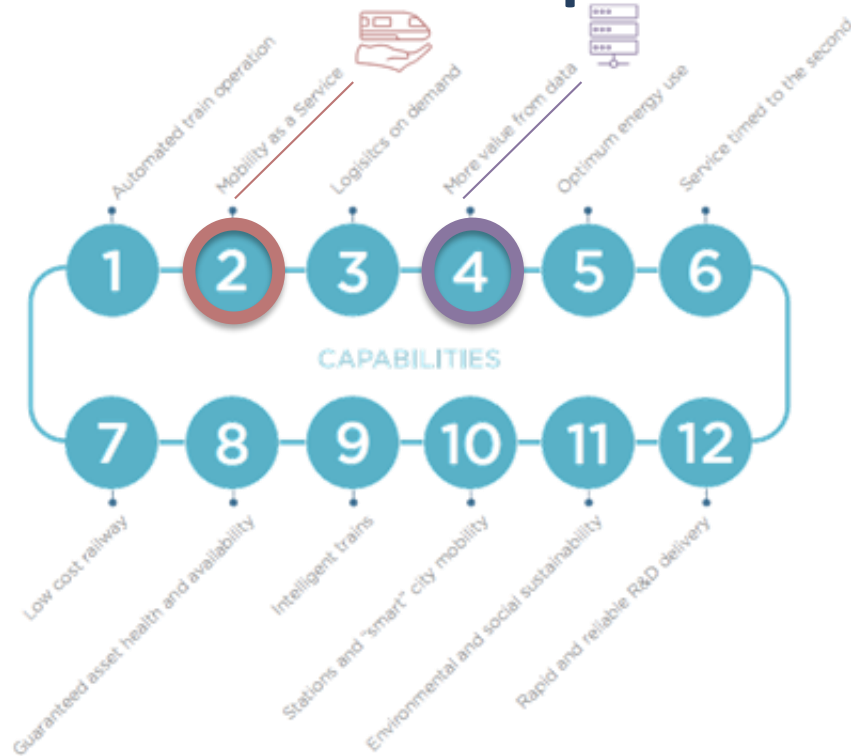 Automated train operation
Mobility as a Service
Logisitcs on demand
More value from data
Optimum energy use
Service timed to the second
1 2 3 4 5 6
CAPABILITIES
7 8 9 10 11 12
Low cost railway
Guaranteed asset health and availability
Intelligent trains
Stations and "smart" city mobility
Environmental and social sustainability
Rapid and reliable R&D delivery